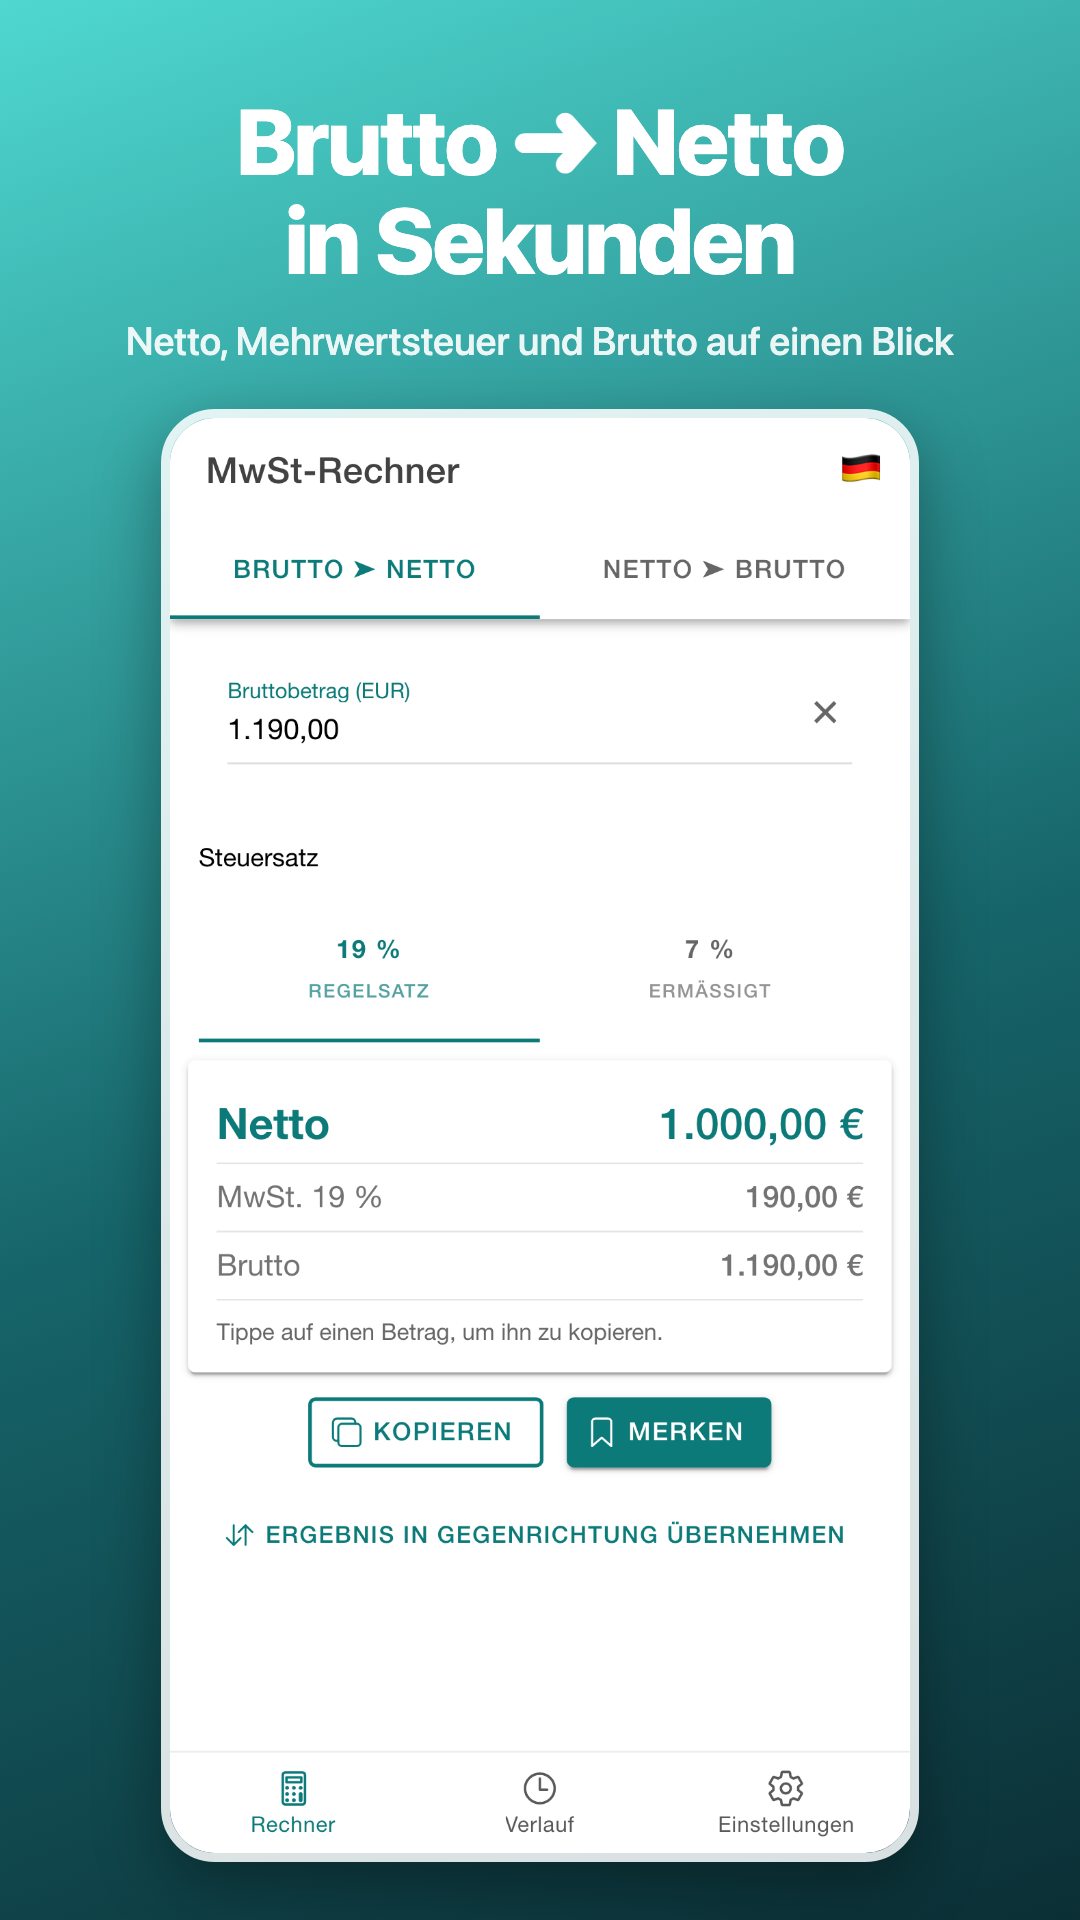 Brutto ➔ Netto
in Sekunden
Netto, Mehrwertsteuer und Brutto auf einen Blick
MwSt-Rechner
BRUTTO ➤ NETTO
NETTO ➤ BRUTTO
Bruttobetrag (EUR)
1.190,00
Steuersatz
19 %
REGELSATZ
7 %
ERMÄSSIGT
Netto 1.000,00 €
MwSt. 19 % 190,00 €
Brutto 1.190,00 €
Tippe auf einen Betrag, um ihn zu kopieren.
KOPIEREN
MERKEN
ERGEBNIS IN GEGENRICHTUNG ÜBERNEHMEN
Rechner
Verlauf
Einstellungen